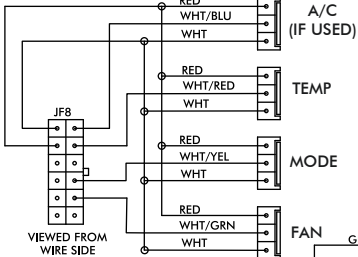 RED
WHT/BLU
WHT
A/C
(IF USED)
RED
WHT/RED
WHT
TEMP
JF8
RED
WHT/YEL
WHT
MODE
RED
WHT/GRN
WHT
FAN
VIEWED FROM
WIRE SIDE
G